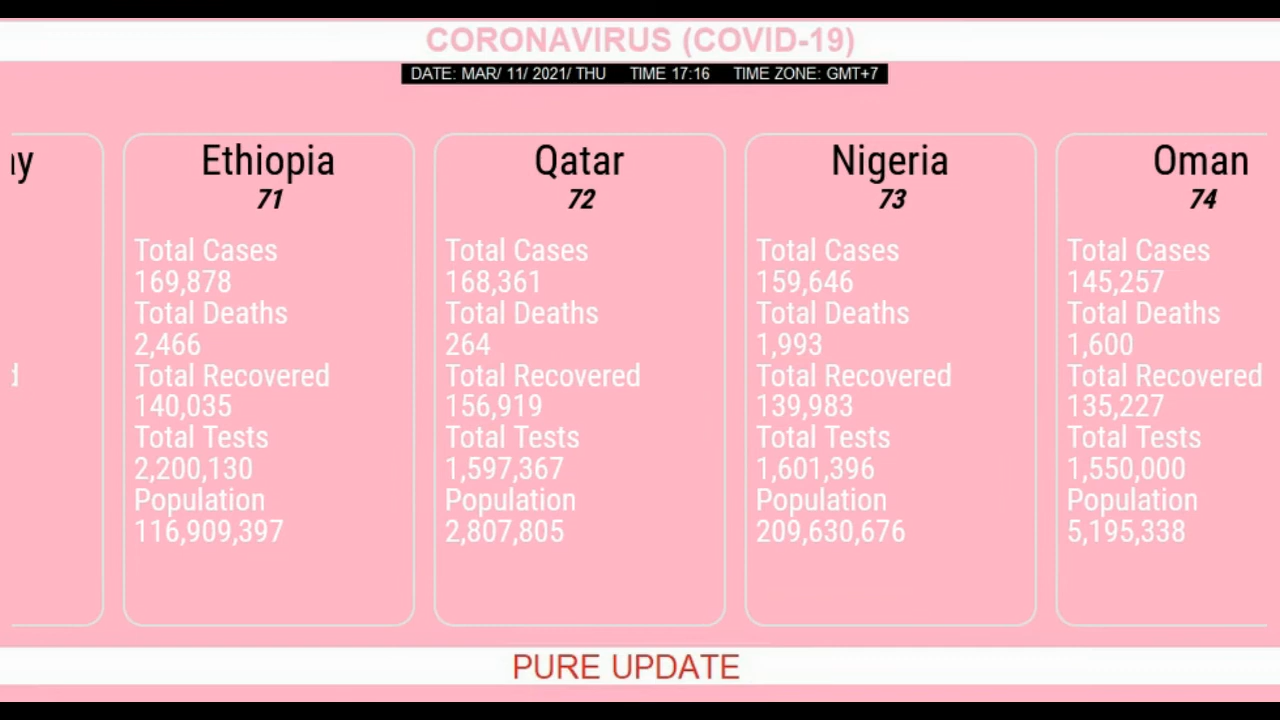 CORONAVIRUS (COVID-19)
DATE: MAR/ 11/ 2021/ THU TIME 17:16 TIME ZONE: GMT+7
Ethiopia
71
Total Cases
169,878
Total Deaths
2,466
Total Recovered
140,035
Total Tests
2,200,130
Population
116,909,397
Qatar
72
Total Cases
168,361
Total Deaths
264
Total Recovered
156,919
Total Tests
1,597,367
Population
2,807,805
Nigeria
73
Total Cases
159,646
Total Deaths
1,993
Total Recovered
139,983
Total Tests
1,601,396
Population
209,630,676
Oman
74
Total Cases
145,257
Total Deaths
1,600
Total Recovered
135,227
Total Tests
1,550,000
Population
5,195,338
PURE UPDATE